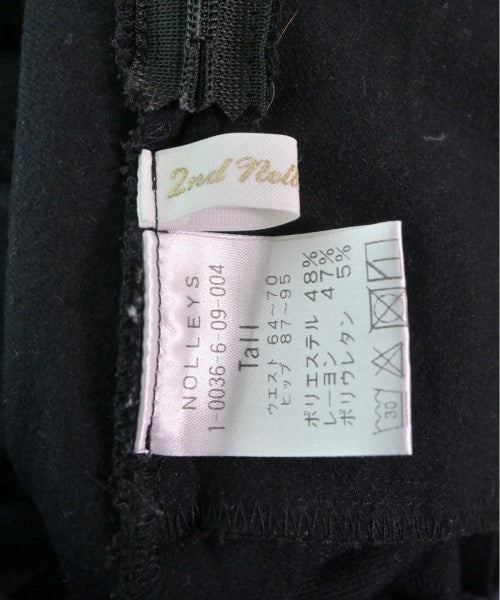 2nd Nolle
NOLLEYS
1 0036-6-09-004
Tall
ウエスト 64~70
ヒップ 87~95
ポリエステル 48%
レーヨン 47%
ポリウレタン 5%
30